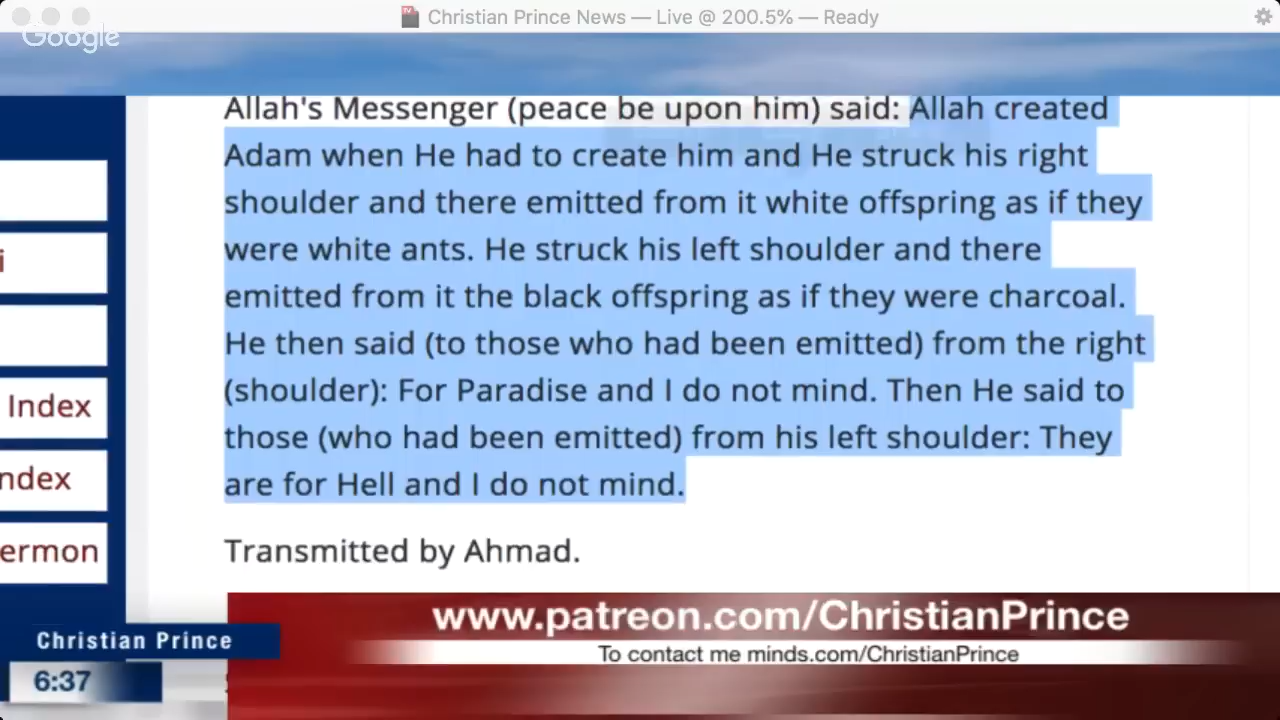 Christian Prince News — Live @ 200.5% — Ready
Google
Allah's Messenger (peace be upon him) said: Allah created
Adam when He had to create him and He struck his right
shoulder and there emitted from it white offspring as if they
were white ants. He struck his left shoulder and there
emitted from it the black offspring as if they were charcoal.
He then said (to those who had been emitted) from the right
(shoulder): For Paradise and I do not mind. Then He said to
those (who had been emitted) from his left shoulder: They
are for Hell and I do not mind.
Transmitted by Ahmad.
i
Index
ndex
ermon
www.patreon.com/ChristianPrince
To contact me minds.com/ChristianPrince
Christian Prince
6:37